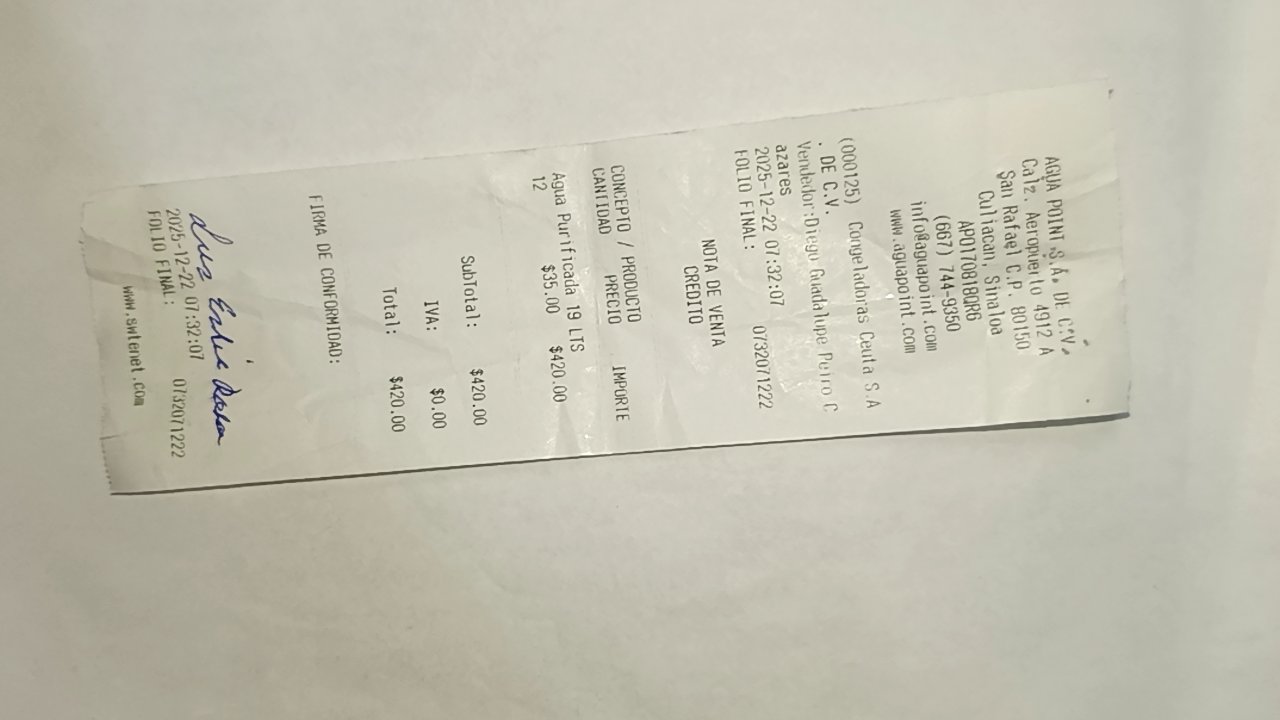 AGUA POINT S.A. DE C.V.
Calz. Aeropuerto 4912 A
San Rafael C.P. 80150
Culiacan, Sinaloa
APO170818QR6
(667) 744-9350
info@aguapoint.com
www.aguapoint.com
(000125) Congeladoras Ceuta S.A
. DE C.V.
Vendedor:Diego Guadalupe Peiro C
azares
2025-12-22 07:32:07
FOLIO FINAL: 0732071222
NOTA DE VENTA
CREDITO
CONCEPTO / PRODUCTO
CANTIDAD PRECIO IMPORTE
Agua Purificada 19 LTS
12 $35.00 $420.00
SubTotal: $420.00
IVA: $0.00
Total: $420.00
FIRMA DE CONFORMIDAD:
2025-12-22 07:32:07
FOLIO FINAL: 0732071222
www.swtenet.com